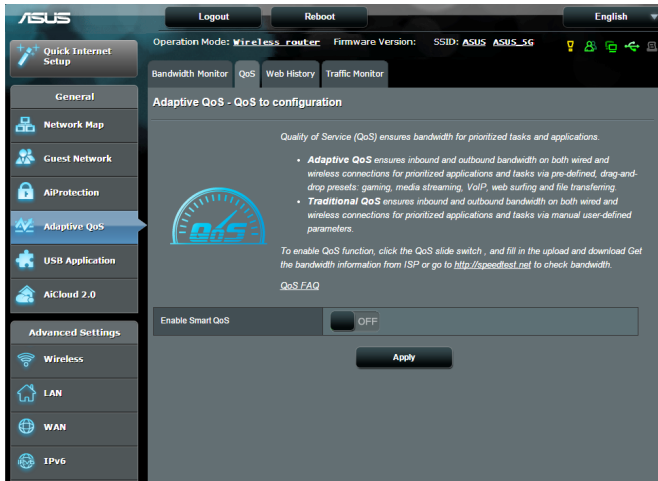 ASUS
Logout
Reboot
English
Quick Internet
Setup
Operation Mode: Wireless router Firmware Version: SSID: ASUS ASUS_5G
Bandwidth Monitor
QoS
Web History
Traffic Monitor
General
Network Map
Guest Network
AiProtection
Adaptive QoS
USB Application
AiCloud 2.0
Advanced Settings
Wireless
LAN
WAN
IPv6
Adaptive QoS - QoS to configuration
QoS
Quality of Service (QoS) ensures bandwidth for prioritized tasks and applications.
• Adaptive QoS ensures inbound and outbound bandwidth on both wired and
wireless connections for prioritized applications and tasks via pre-defined, drag-and-
drop presets: gaming, media streaming, VoIP, web surfing and file transferring.
• Traditional QoS ensures inbound and outbound bandwidth on both wired and
wireless connections for prioritized applications and tasks via manual user-defined
parameters.
To enable QoS function, click the QoS slide switch , and fill in the upload and download Get
the bandwidth information from ISP or go to http://speedtest.net to check bandwidth.
QoS FAQ
Enable Smart QoS
OFF
Apply